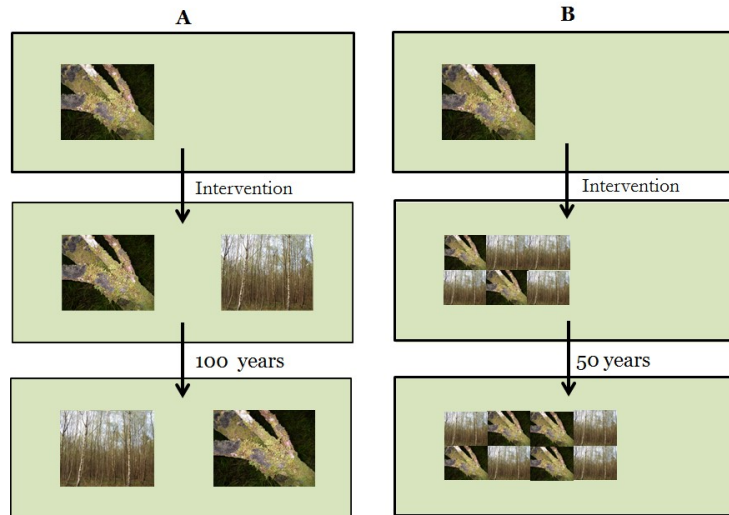 A
B
Intervention
Intervention
100 years
50 years